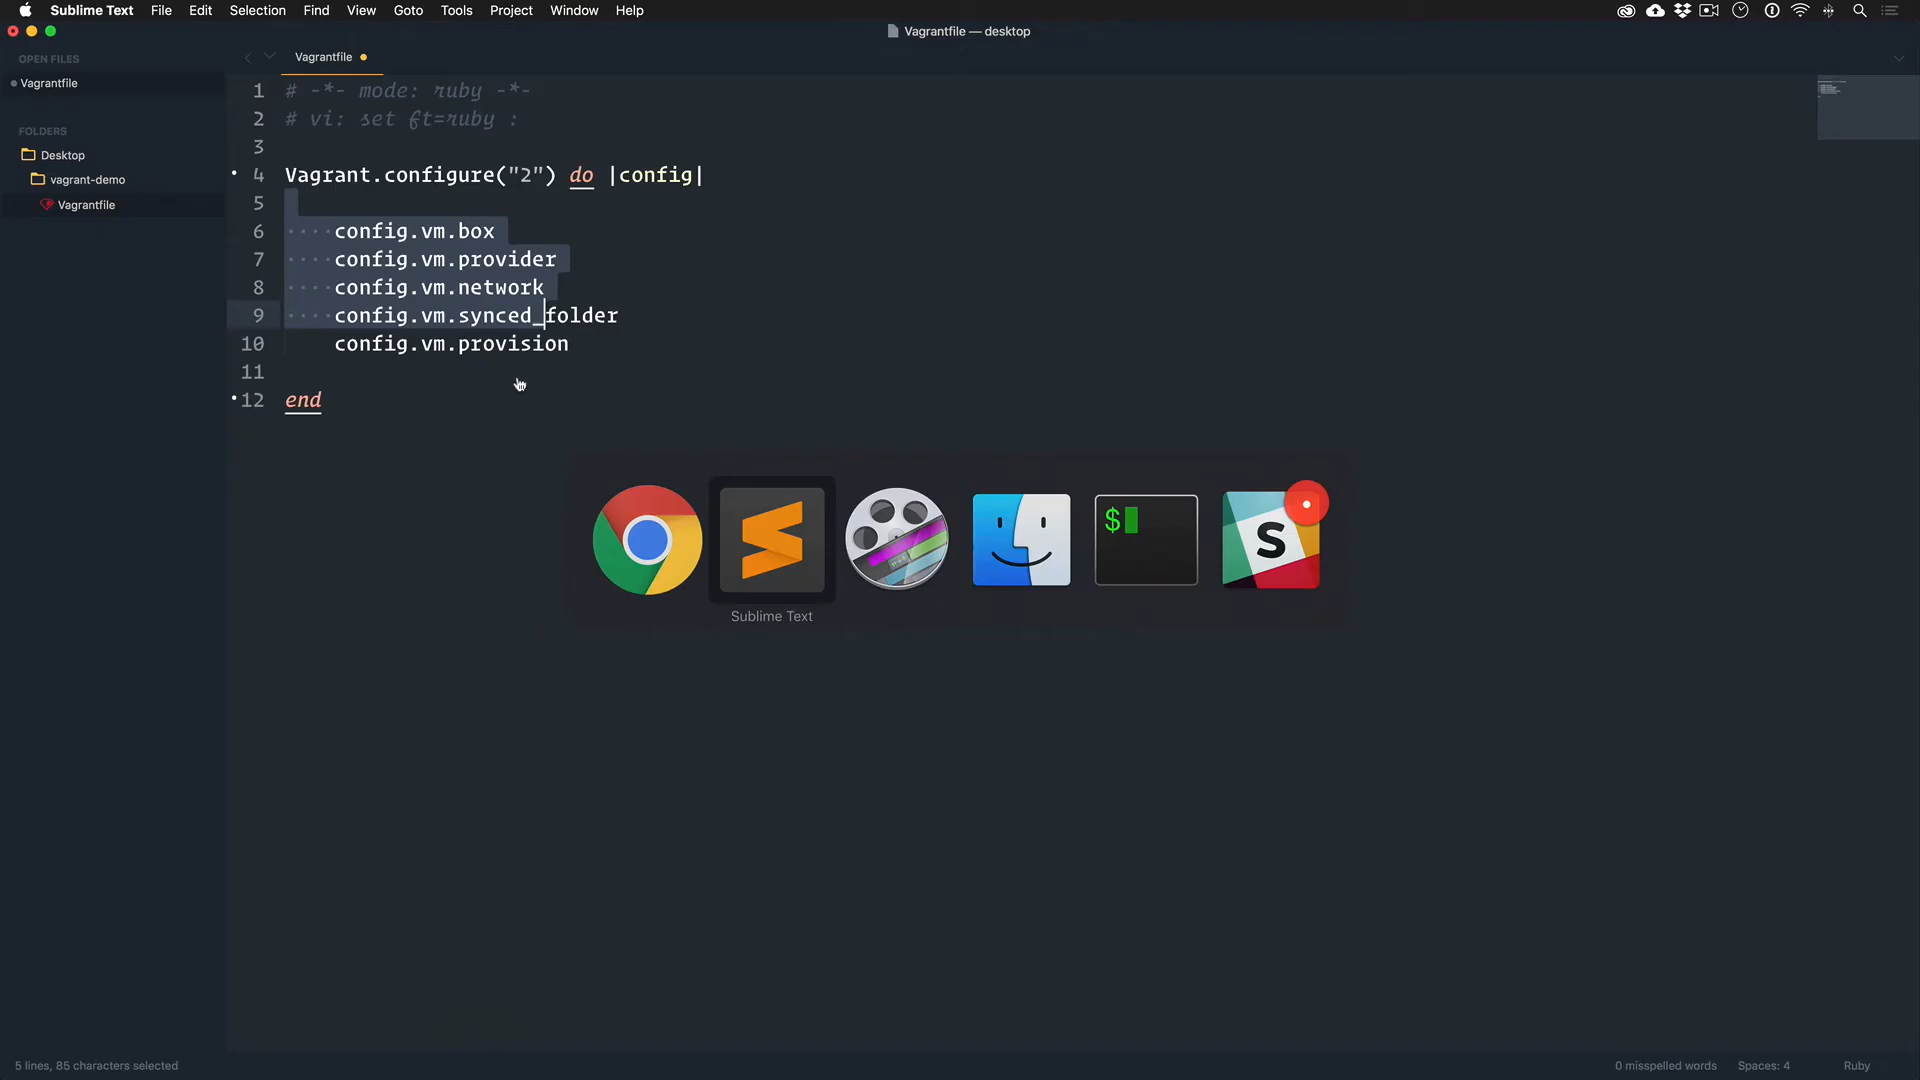 Sublime Text File Edit Selection Find View Goto Tools Project Window Help
Vagrantfile — desktop
OPEN FILES
Vagrantfile
FOLDERS
Desktop
vagrant-demo
Vagrantfile
Vagrantfile
1 # -*- mode: ruby -*-
2 # vi: set ft=ruby :
3
4 Vagrant.configure("2") do |config|
5
6 config.vm.box
7 config.vm.provider
8 config.vm.network
9 config.vm.synced_folder
10 config.vm.provision
11
12 end
$
S
Sublime Text
5 lines, 85 characters selected
0 misspelled words Spaces: 4 Ruby